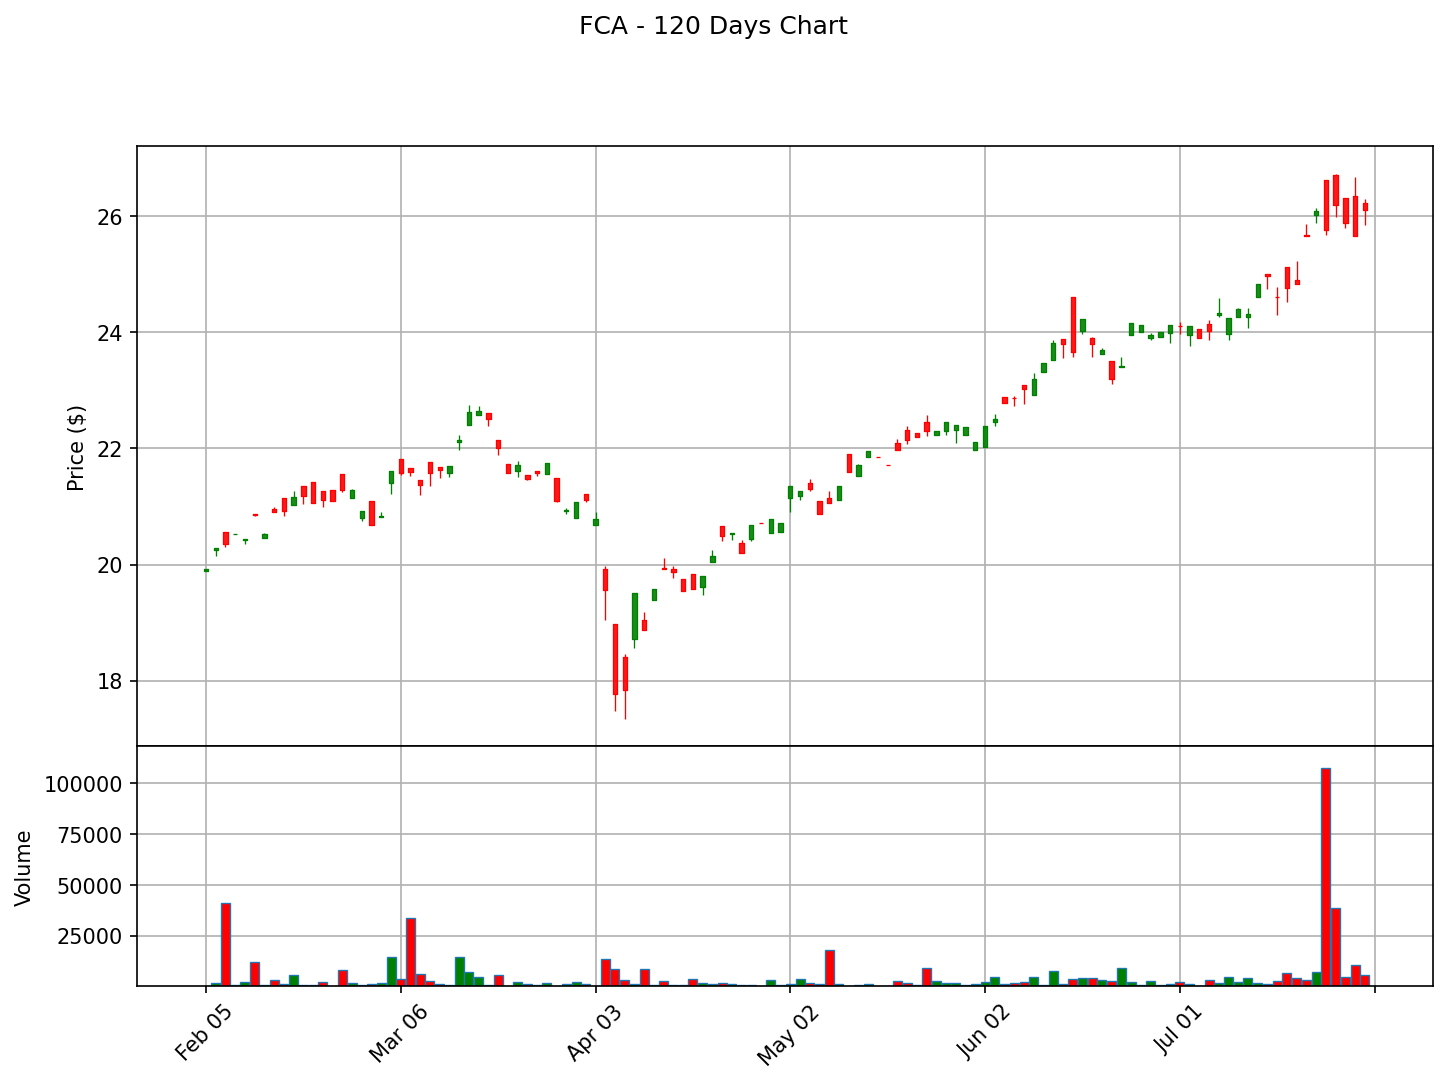 FCA - 120 Days Chart
Price ($)
26
24
22
20
18
Volume
100000
75000
50000
25000
Feb 05
Mar 06
Apr 03
May 02
Jun 02
Jul 01